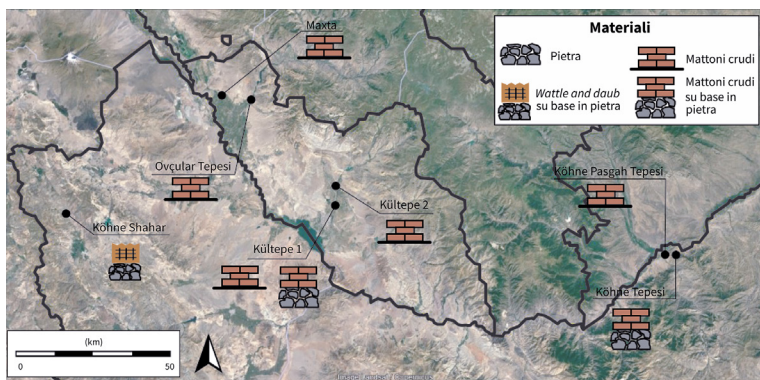 Materiali
Pietra
Mattoni crudi
Wattle and daub
su base in pietra
Mattoni crudi
su base in
pietra
Maxta
Ovçular Tepesi
Köhne Pasgah Tepesi
Kültepe 2
Köhne Shahar
Kültepe 1
Köhne Tepesi
(km)
0
50